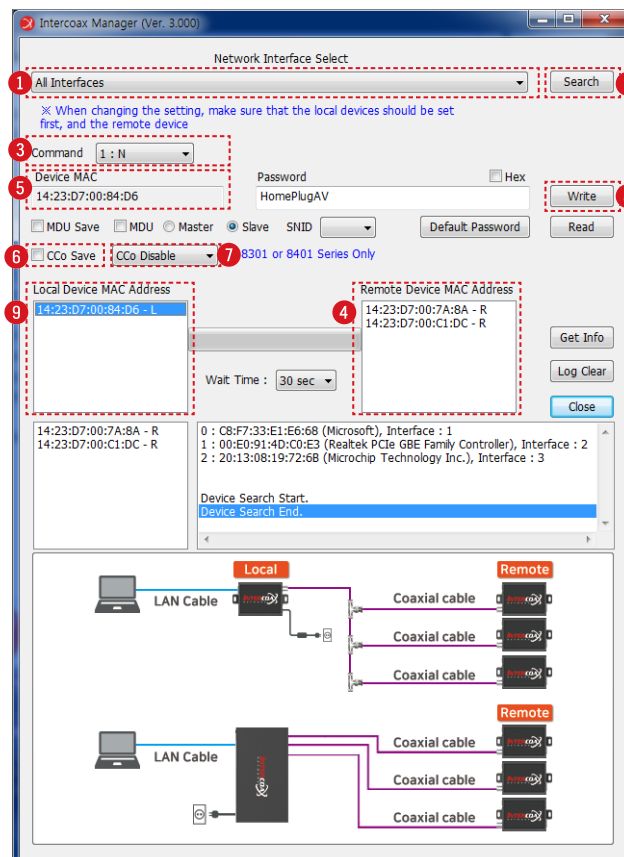 Intercoax Manager (Ver. 3.000)
Network Interface Select
1 All Interfaces Search
※ When changing the setting, make sure that the local devices should be set
first, and the remote device
3 Command 1 : N
5 Device MAC Password Hex
14:23:D7:00:84:D6 HomePlugAV Write
MDU Save MDU Master Slave SNID Default Password Read
6 CCo Save CCo Disable 7 8301 or 8401 Series Only
Local Device MAC Address Remote Device MAC Address
9 14:23:D7:00:84:D6 - L 4 14:23:D7:00:7A:8A - R
14:23:D7:00:C1:DC - R
Get Info
Wait Time : 30 sec Log Clear
Close
14:23:D7:00:7A:8A - R
14:23:D7:00:C1:DC - R
0 : C8:F7:33:E1:E6:68 (Microsoft), Interface : 1
1 : 00:E0:91:4D:C0:E3 (Realtek PCIe GBE Family Controller), Interface : 2
2 : 20:13:08:19:72:6B (Microchip Technology Inc.), Interface : 3
Device Search Start.
Device Search End.
Local Remote
LAN Cable INTERCOAX Coaxial cable INTERCOAX
Coaxial cable INTERCOAX
Coaxial cable INTERCOAX
Remote
LAN Cable INTERCOAX Coaxial cable INTERCOAX
Coaxial cable INTERCOAX
Coaxial cable INTERCOAX